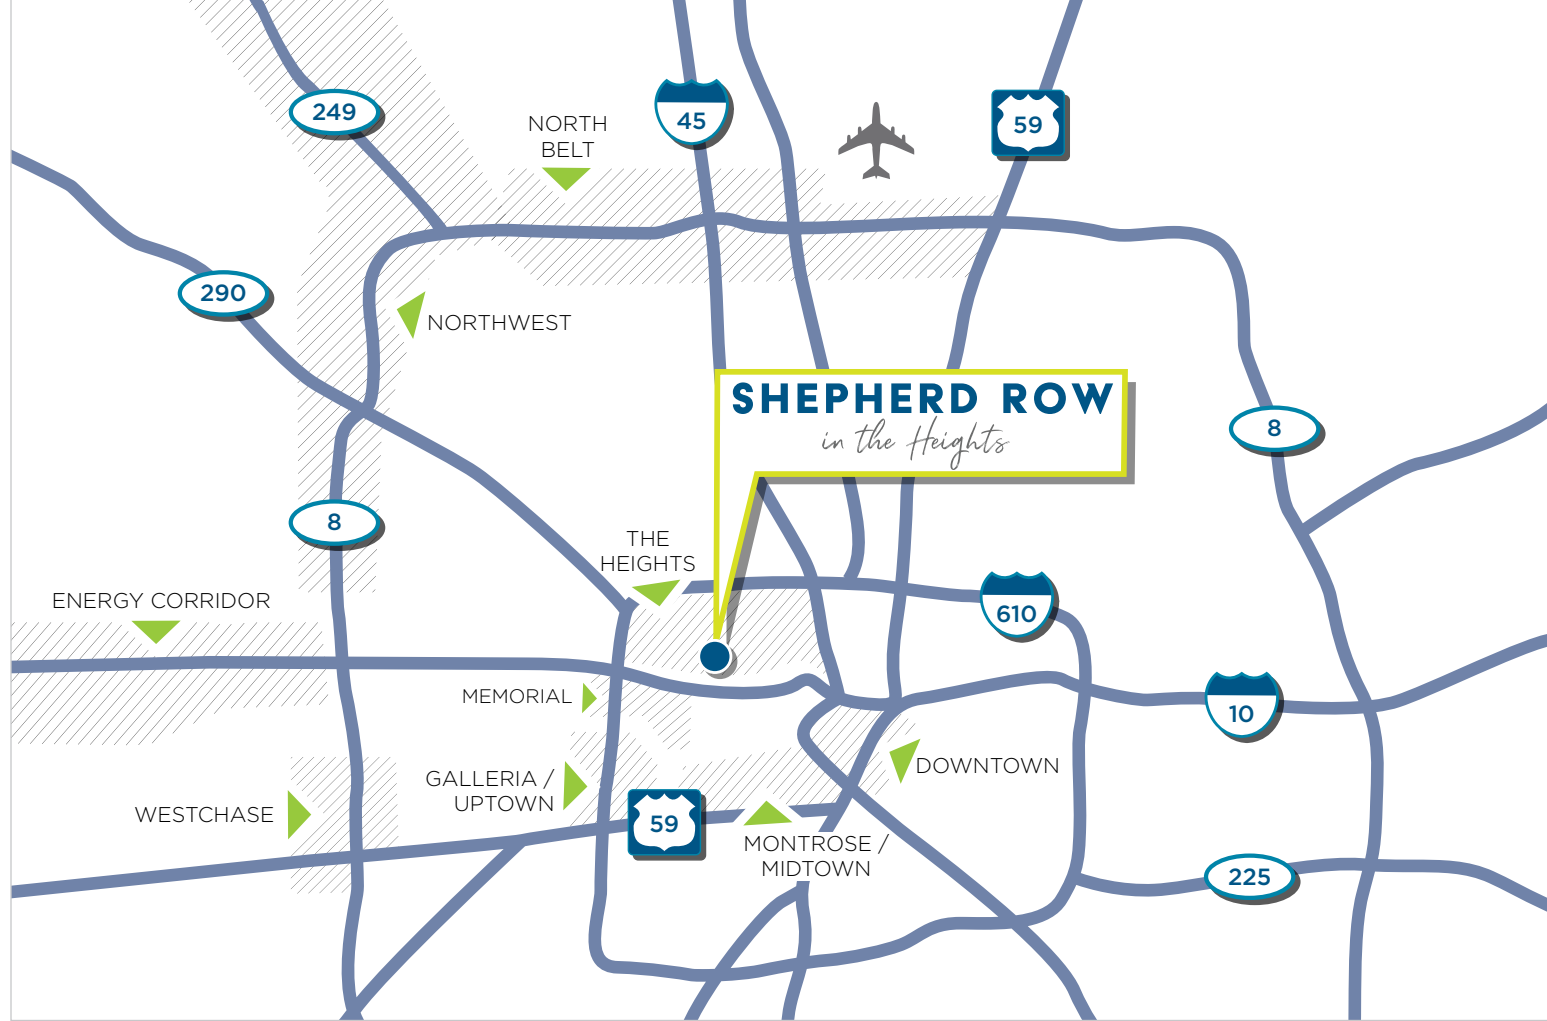 249
45
59
NORTH
BELT
290
NORTHWEST
SHEPHERD ROW
in the Heights
8
8
THE
HEIGHTS
ENERGY CORRIDOR
610
MEMORIAL
10
DOWNTOWN
GALLERIA /
UPTOWN
WESTCHASE
59
MONTROSE /
MIDTOWN
225